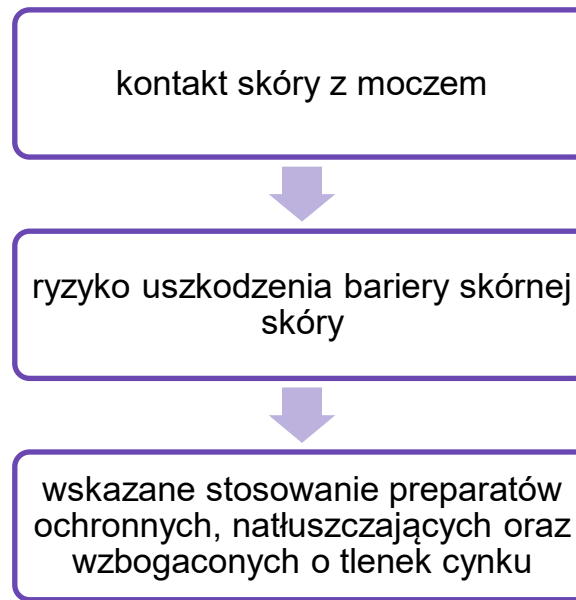 kontakt skóry z moczem
ryzyko uszkodzenia bariery skórnej
skóry
wskazane stosowanie preparatów
ochronnych, natłuszczających oraz
wzbogaconych o tlenek cynku